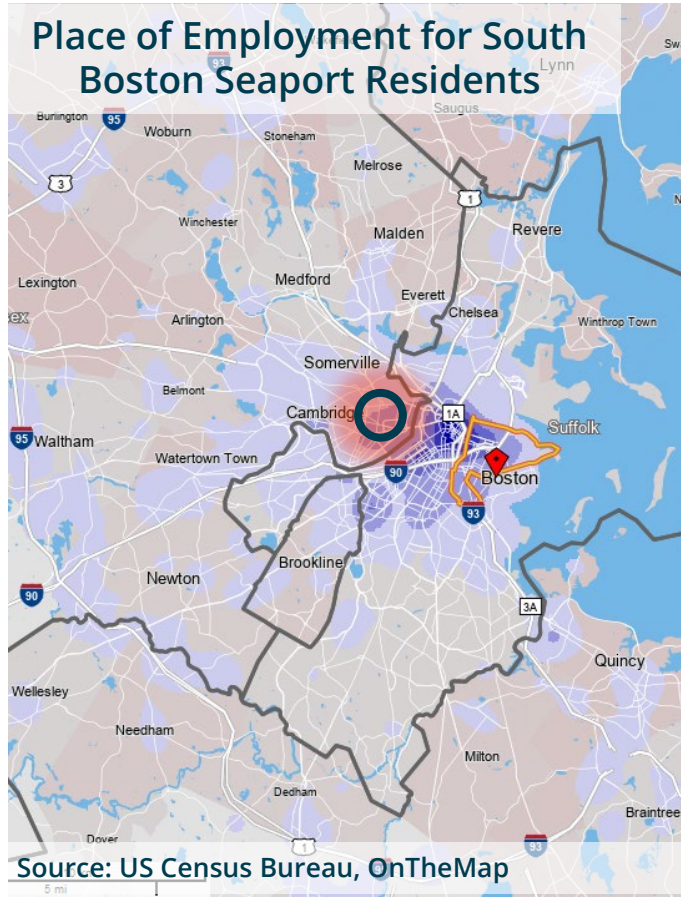 Place of Employment for South
Boston Seaport Residents
93
Lynn
Saugus
Burlington
95
Woburn
Stoneham
Melrose
3
1
Winchester
Malden
Revere
Lexington
Medford
Everett
Chelsea
Arlington
Winthrop Town
Somerville
Belmont
Cambridge
1A
Suffolk
95
Waltham
Watertown Town
90
Boston
93
Brookline
Newton
90
3A
Quincy
Wellesley
Needham
Milton
Dedham
Braintree
Dover
1
93
Source: US Census Bureau, OnTheMap
5 mi